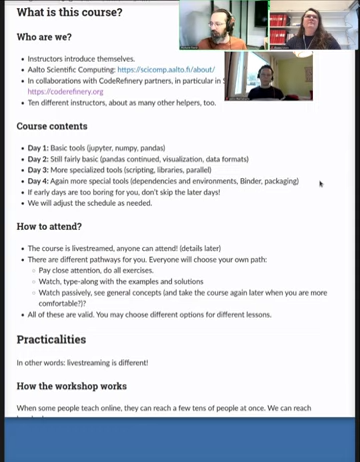 What is this course?
Who are we?
Instructors introduce themselves.
Aalto Scientific Computing: https://scicomp.aalto.fi/about/
In collaborations with CodeRefinery partners, in particular in
https://coderefinery.org
Ten different instructors, about as many other helpers, too.
Course contents
Day 1: Basic tools (jupyter, numpy, pandas)
Day 2: Still fairly basic (pandas continued, visualization, data formats)
Day 3: More specialized tools (scripting, libraries, parallel)
Day 4: Again more special tools (dependencies and environments, Binder, packaging)
If early days are too boring for you, don't skip the later days!
We will adjust the schedule as needed.
How to attend?
The course is livestreamed, anyone can attend! (details later)
There are different pathways for you. Everyone will choose your own path:
Pay close attention, do all exercises.
Watch, type-along with the examples and solutions
Watch passively, see general concepts (and take the course again later when you are more
comfortable?)?
All of these are valid. You may choose different options for different lessons.
Practicalities
In other words: livestreaming is different!
How the workshop works
When some people teach online, they can reach a few tens of people at once. We can reach